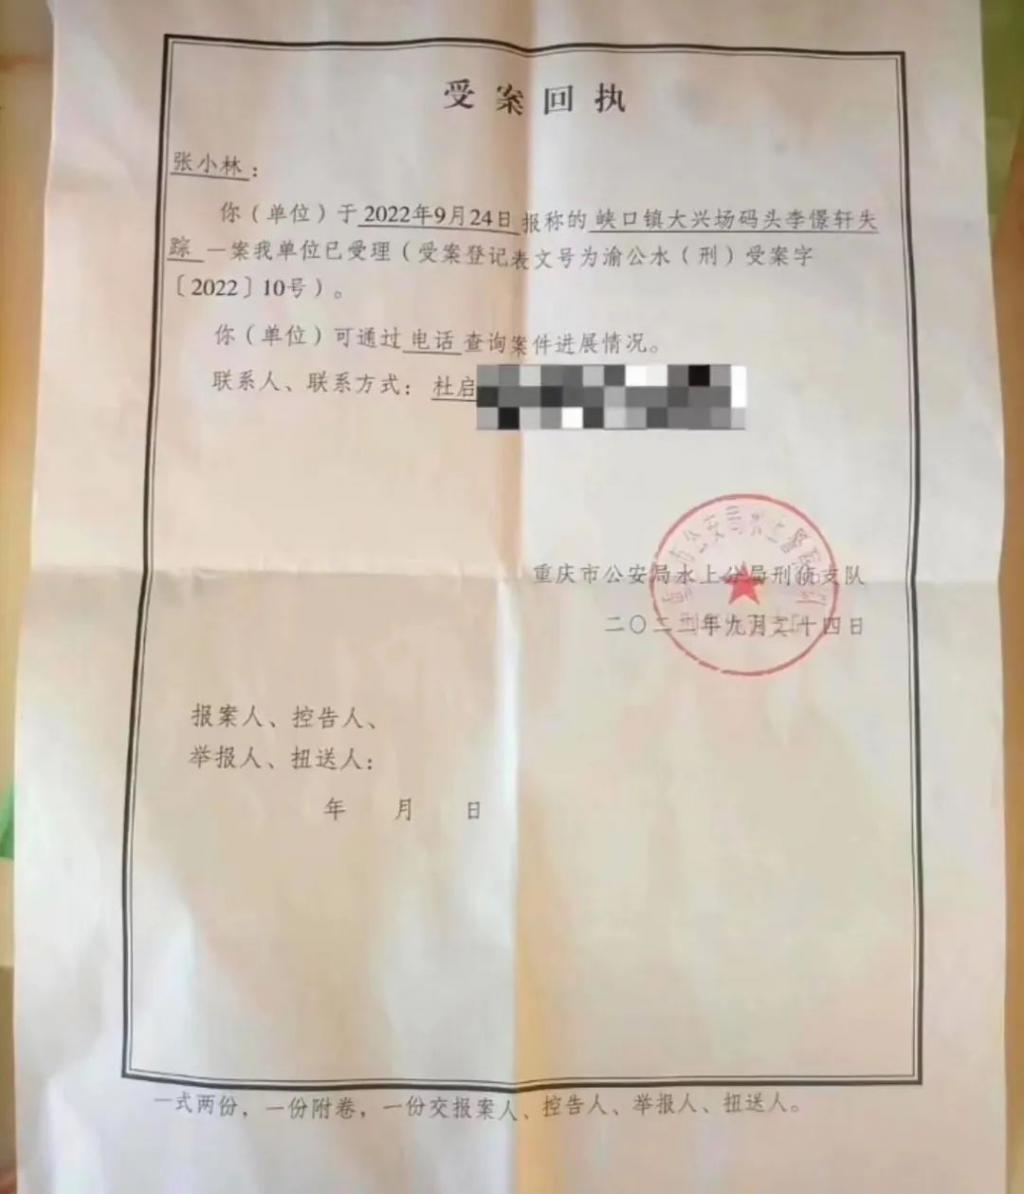 受案回执
张小林：
你（单位）于 2022年9月24日 报称的 峡口镇大兴场码头李憬轩失
踪 一案我单位已受理（受案登记表文号为渝公水（刑）受案字
〔2022〕10号）。
你（单位）可通过 电话 查询案件进展情况。
联系人、联系方式：杜启
重庆市公安局水上分局刑侦支队
二〇二二年九月二十四日
报案人、控告人、
举报人、扭送人：
年 月 日
一式两份，一份附卷，一份交报案人、控告人、举报人、扭送人。